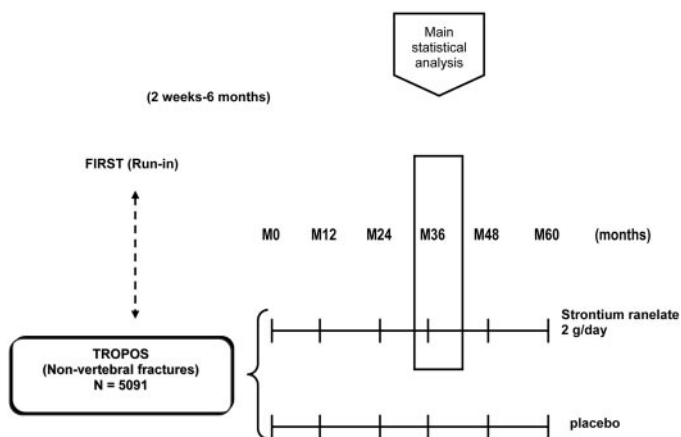 Main
statistical
analysis
(2 weeks-6 months)
FIRST (Run-in)
M0 M12 M24 M36 M48 M60 (months)
Strontium ranelate
2 g/day
TROPOS
(Non-vertebral fractures)
N = 5091
placebo